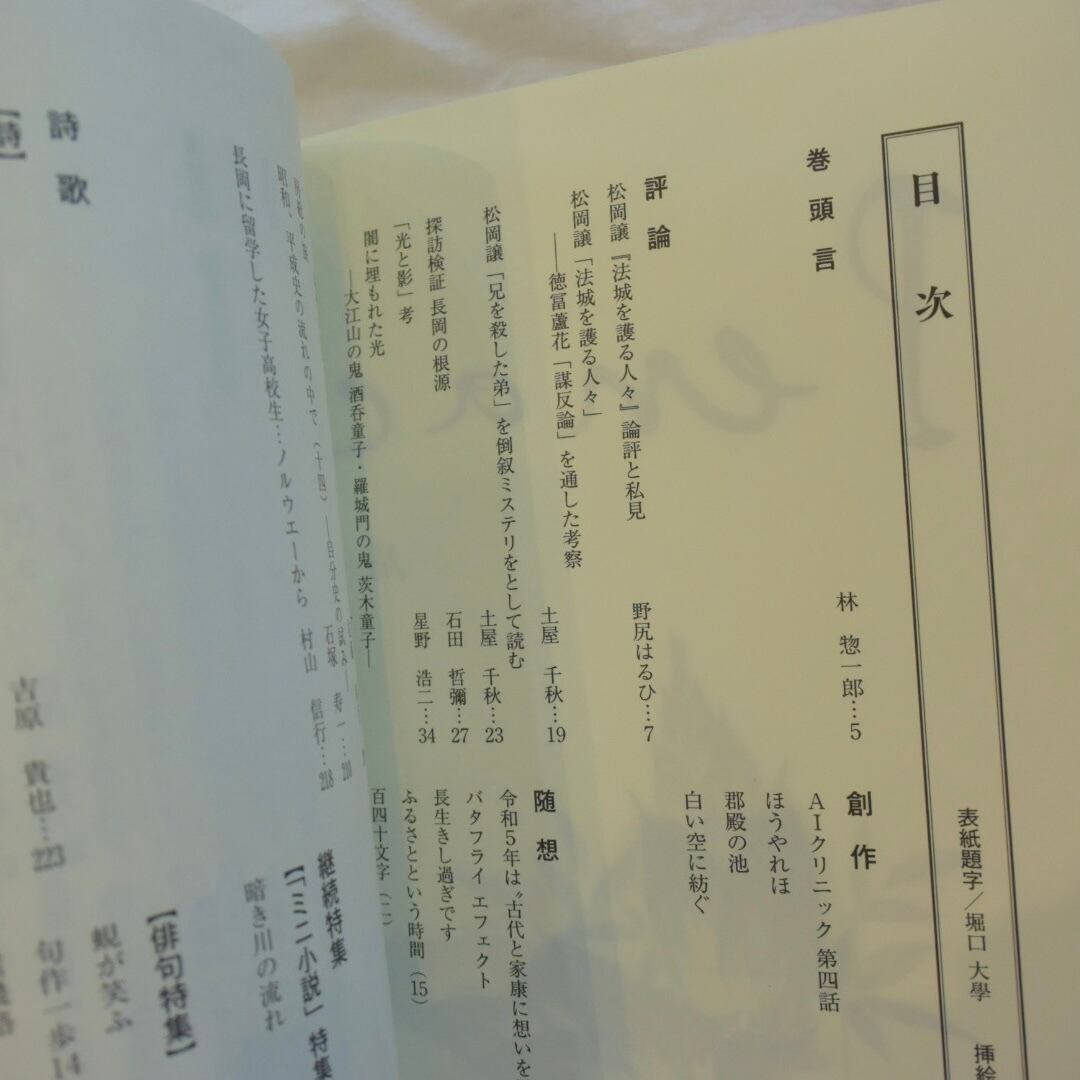 目次
表紙題字／堀口 大學
挿絵
巻頭言
林 惣一郎…5
評論
松岡譲『法城を護る人々』論評と私見
野尻はるひ…7
松岡譲「法城を護る人々」
――徳冨蘆花「謀反論」を通した考察
土屋 千秋…19
松岡譲「兄を殺した弟」を倒叙ミステリをとして読む
土屋 千秋…23
探訪検証 長岡の根源
石田 哲彌…27
「光と影」考
星野 浩二…34
闇に埋もれた光
―大江山の鬼 酒呑童子・羅城門の鬼 茨木童子―
創作
AIクリニック 第四話
ほうやれほ
郡殿の池
白い空に紡ぐ
随想
令和5年は〝古代と家康に想いを
バタフライ エフェクト
長生きし過ぎです
ふるさとという時間（15）
百四十文字（二）
昭和、平成史の流れの中で（十四）―自分史の試み―
石塚 寿一…210
長岡に留学した女子高校生…ノルウェーから
村山 信行…218
詩歌
【詩】
吉原 貴也…223
継続特集
【「ミニ小説」特集
暗き川の流れ
【俳句特集】
蜆が笑ふ
句作一歩14